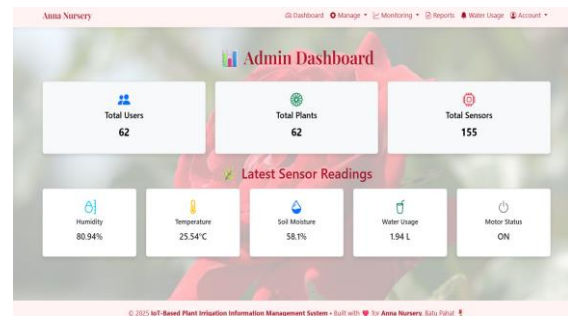 Anna Nursery Dashboard Manage Monitoring Reports Water Usage Account
Admin Dashboard
Total Users
62
Total Plants
62
Total Sensors
155
Latest Sensor Readings
Humidity
80.94%
Temperature
25.54°C
Soil Moisture
58.1%
Water Usage
1.94 L
Motor Status
ON
© 2025 IoT-Based Plant Irrigation Information Management System • Built with for Anna Nursery, Batu Pahat